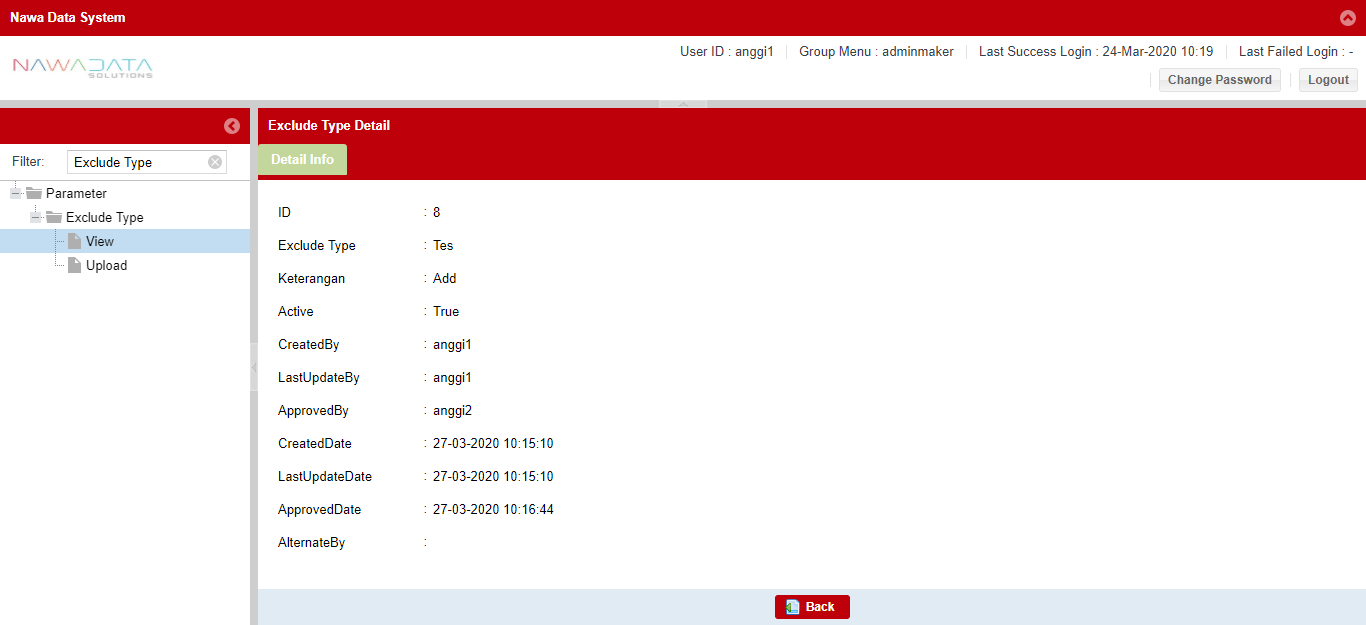 Nawa Data System
NAWADATA
SOLUTIONS
User ID : anggi1
Group Menu : adminmaker
Last Success Login : 24-Mar-2020 10:19
Last Failed Login : -
Change Password
Logout
Filter:
Exclude Type
Parameter
Exclude Type
View
Upload
Exclude Type Detail
Detail Info
ID : 8
Exclude Type : Tes
Keterangan : Add
Active : True
CreatedBy : anggi1
LastUpdateBy : anggi1
ApprovedBy : anggi2
CreatedDate : 27-03-2020 10:15:10
LastUpdateDate : 27-03-2020 10:15:10
ApprovedDate : 27-03-2020 10:16:44
AlternateBy :
Back